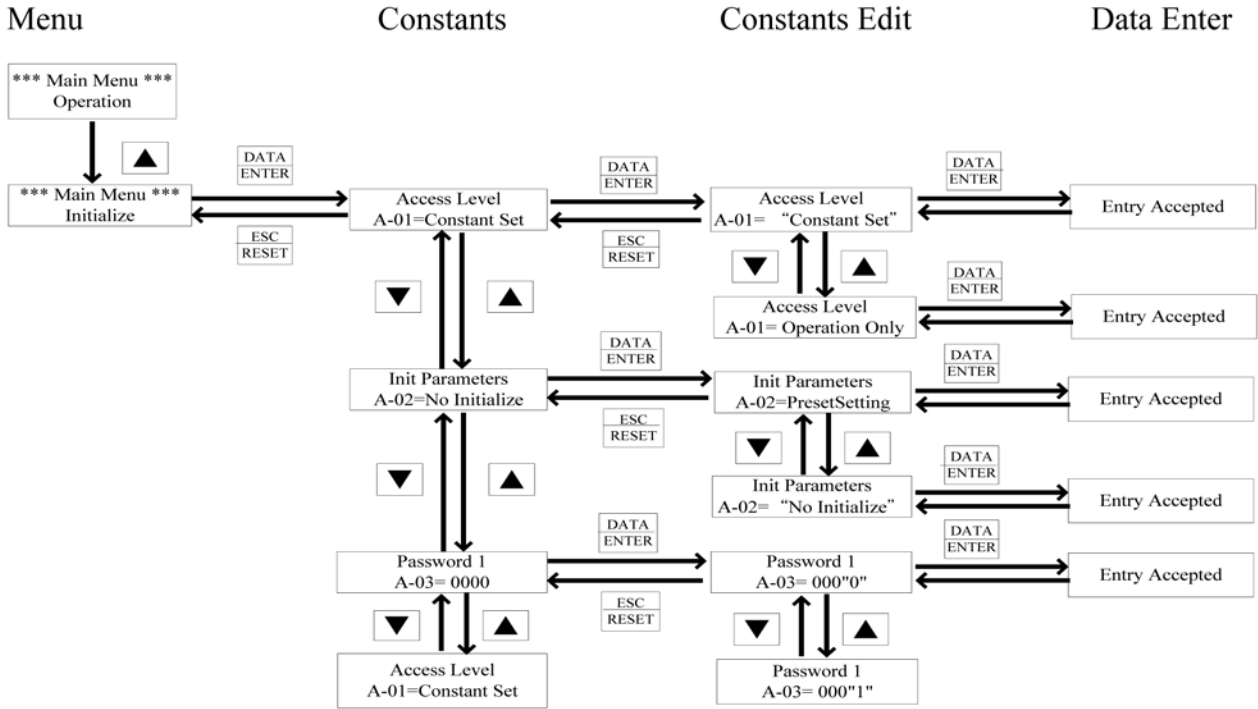 Menu
Constants
Constants Edit
Data Enter
*** Main Menu ***
Operation
DATA
ENTER
DATA
ENTER
DATA
ENTER
*** Main Menu ***
Initialize
Access Level
A-01=Constant Set
Access Level
A-01= “Constant Set”
Entry Accepted
ESC
RESET
ESC
RESET
DATA
ENTER
Access Level
A-01= Operation Only
Entry Accepted
DATA
ENTER
DATA
ENTER
Init Parameters
A-02=No Initialize
Init Parameters
A-02=PresetSetting
Entry Accepted
ESC
RESET
DATA
ENTER
Init Parameters
A-02= “No Initialize”
Entry Accepted
DATA
ENTER
DATA
ENTER
Password 1
A-03= 0000
Password 1
A-03= 000"0"
Entry Accepted
ESC
RESET
Access Level
A-01=Constant Set
Password 1
A-03= 000"1"